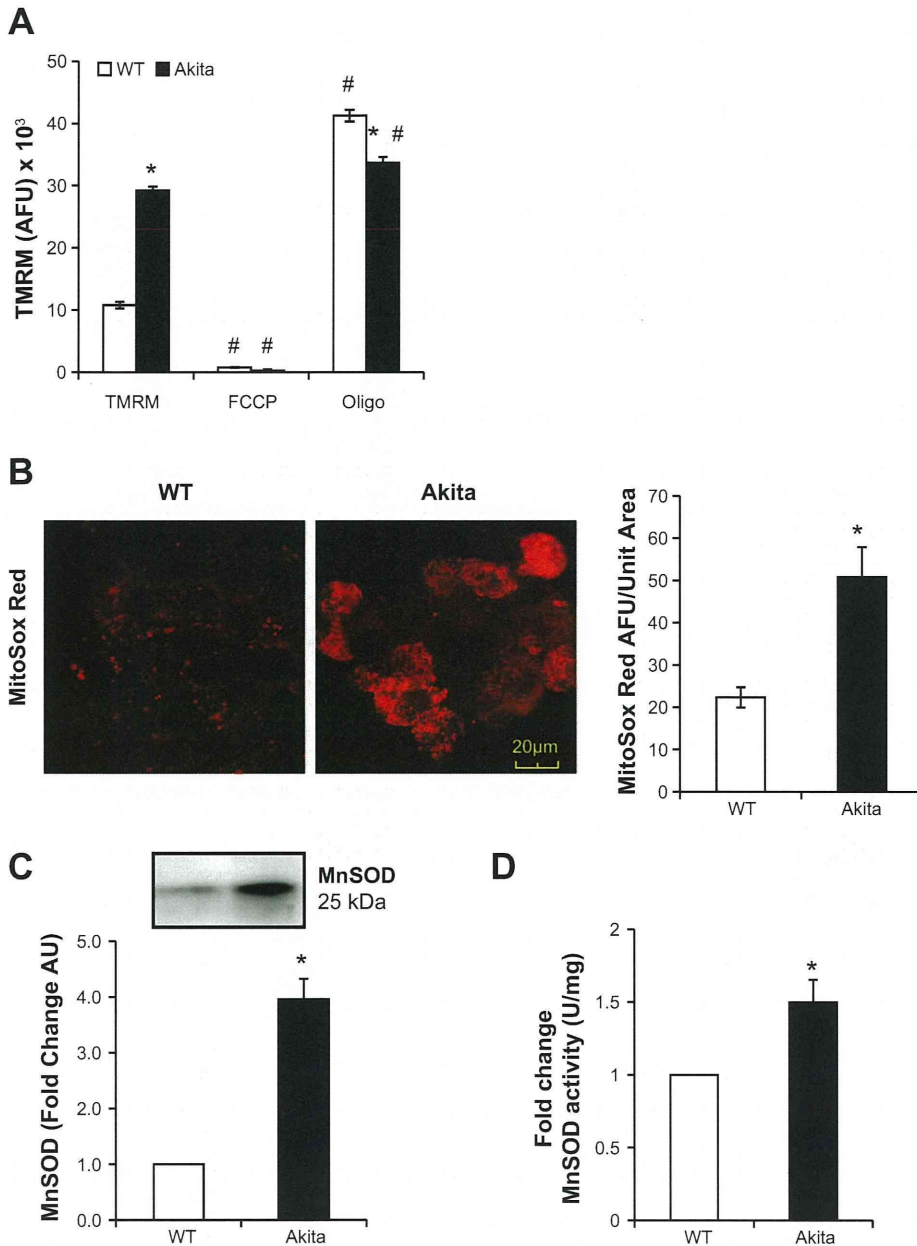 A
WT Akita
TMRM (AFU) x 10³
50
40
30
20
10
0
*
# #
#
* #
TMRM FCCP Oligo
B
WT Akita
MitoSox Red
20µm
MitoSox Red AFU/Unit Area
70
60
50
40
30
20
10
0
*
WT Akita
C
MnSOD
25 kDa
MnSOD (Fold Change AU)
5.0
4.0
3.0
2.0
1.0
0.0
*
WT Akita
D
Fold change
MnSOD activity (U/mg)
2
1.5
1
0.5
0
*
WT Akita